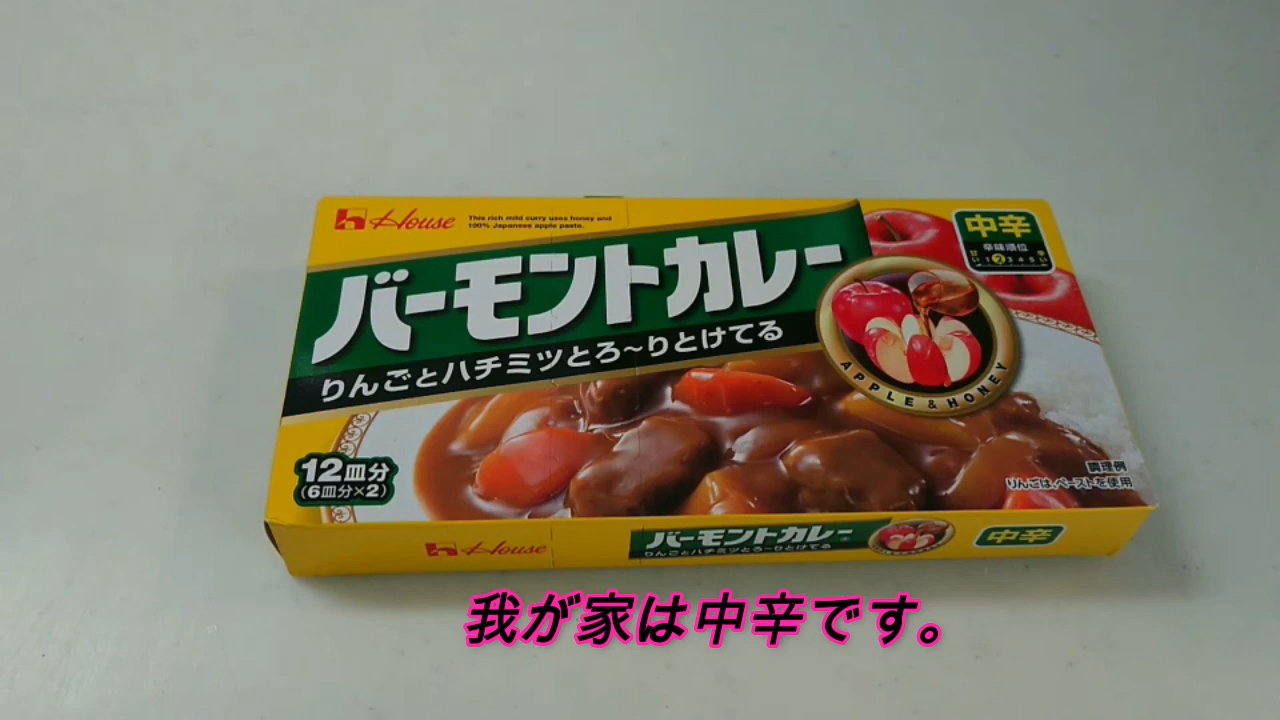 House
This rich mild curry uses honey and
100% Japanese apple paste.
中辛
辛味順位
1 2 3 4 5
バーモントカレー
りんごとハチミツとろ〜りとけてる
APPLE & HONEY
12皿分
(6皿分×2)
調理例
りんごは、ペーストを使用
House
バーモントカレー
りんごとハチミツとろ〜りとけてる
中辛
我が家は中辛です。